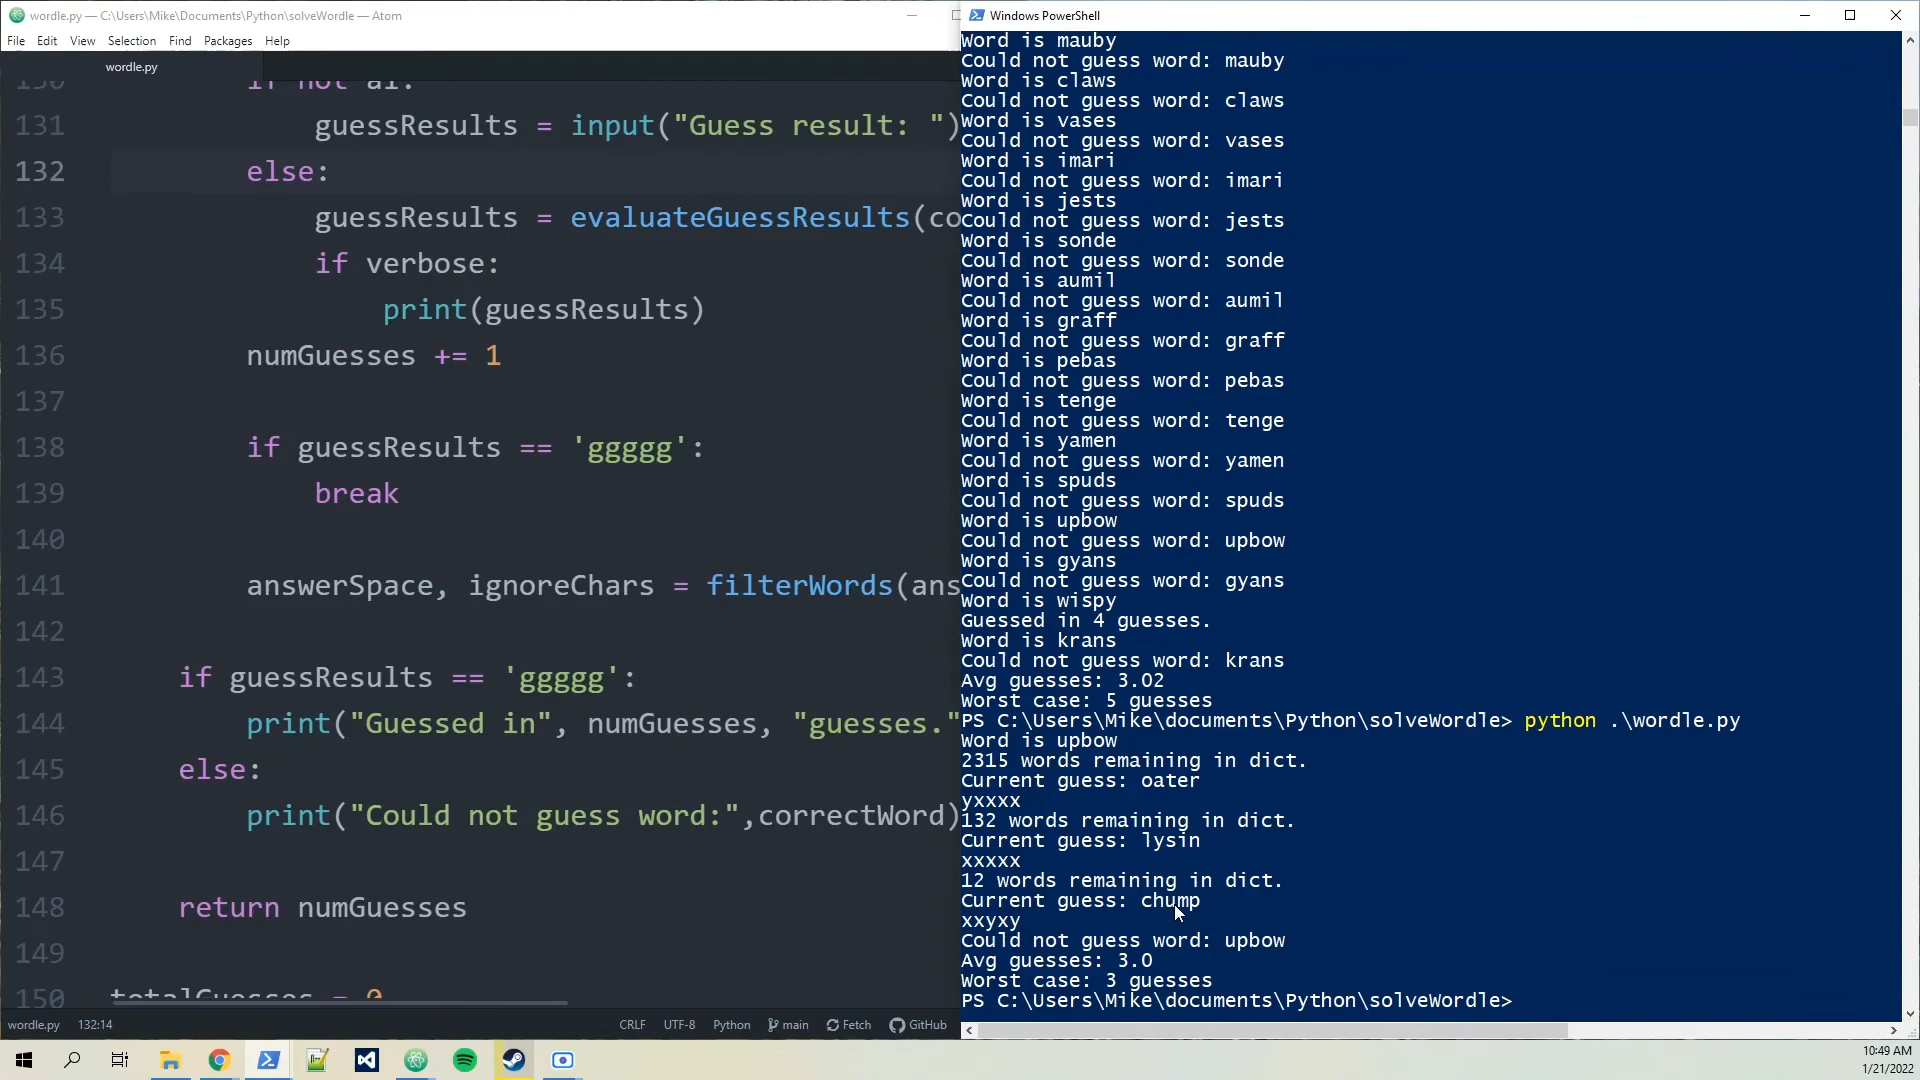 wordle.py — C:\Users\Mike\Documents\Python\solveWordle — Atom
File Edit View Selection Find Packages Help
wordle.py
130 if not ai:
131 guessResults = input("Guess result: ")
132 else:
133 guessResults = evaluateGuessResults(co
134 if verbose:
135 print(guessResults)
136 numGuesses += 1
137
138 if guessResults == 'ggggg':
139 break
140
141 answerSpace, ignoreChars = filterWords(ans
142
143 if guessResults == 'ggggg':
144 print("Guessed in", numGuesses, "guesses."
145 else:
146 print("Could not guess word:",correctWord)
147
148 return numGuesses
149
150 totalGuesses = 0
wordle.py 132:14 CRLF UTF-8 Python main Fetch GitHub
Windows PowerShell
Word is mauby
Could not guess word: mauby
Word is claws
Could not guess word: claws
Word is vases
Could not guess word: vases
Word is imari
Could not guess word: imari
Word is jests
Could not guess word: jests
Word is sonde
Could not guess word: sonde
Word is aumil
Could not guess word: aumil
Word is graff
Could not guess word: graff
Word is pebas
Could not guess word: pebas
Word is tenge
Could not guess word: tenge
Word is yamen
Could not guess word: yamen
Word is spuds
Could not guess word: spuds
Word is upbow
Could not guess word: upbow
Word is gyans
Could not guess word: gyans
Word is wispy
Guessed in 4 guesses.
Word is krans
Could not guess word: krans
Avg guesses: 3.02
Worst case: 5 guesses
PS C:\Users\Mike\documents\Python\solveWordle> python .\wordle.py
Word is upbow
2315 words remaining in dict.
Current guess: oater
yxxxx
132 words remaining in dict.
Current guess: lysin
xxxxx
12 words remaining in dict.
Current guess: chump
xxyxy
Could not guess word: upbow
Avg guesses: 3.0
Worst case: 3 guesses
PS C:\Users\Mike\documents\Python\solveWordle>
10:49 AM
1/21/2022